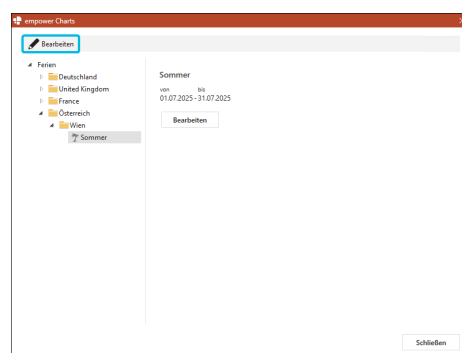 empower Charts
Bearbeiten
Ferien
Deutschland
United Kingdom
France
Österreich
Wien
Sommer
Sommer
von bis
01.07.2025 - 31.07.2025
Bearbeiten
Schließen